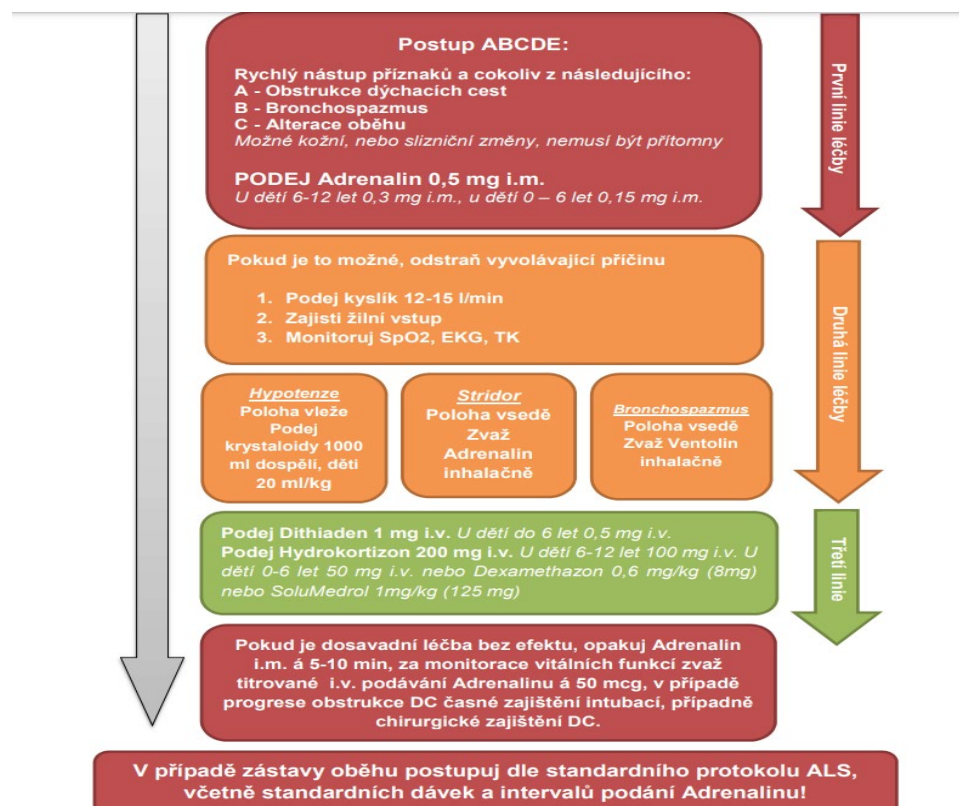 Postup ABCDE:
Rychlý nástup příznaků a cokoliv z následujícího:
A - Obstrukce dýchacích cest
B - Bronchospazmus
C - Alterace oběhu
Možné kožní, nebo slizniční změny, nemusí být přítomny
PODEJ Adrenalin 0,5 mg i.m.
U dětí 6-12 let 0,3 mg i.m., u dětí 0 – 6 let 0,15 mg i.m.
První linie léčby
Pokud je to možné, odstraň vyvolávající příčinu
1. Podej kyslík 12-15 l/min
2. Zajisti žilní vstup
3. Monitoruj SpO2, EKG, TK
Druhá linie léčby
Hypotenze
Poloha vleže
Podej
krystaloidy 1000
ml dospělí, děti
20 ml/kg
Stridor
Poloha vsedě
Zvaž
Adrenalin
inhalačně
Bronchospazmus
Poloha vsedě
Zvaž Ventolin
inhalačně
Podej Dithiaden 1 mg i.v. U dětí do 6 let 0,5 mg i.v.
Podej Hydrokortizon 200 mg i.v. U dětí 6-12 let 100 mg i.v. U
dětí 0-6 let 50 mg i.v. nebo Dexamethazon 0,6 mg/kg (8mg)
nebo SoluMedrol 1mg/kg (125 mg)
Třetí linie
Pokud je dosavadní léčba bez efektu, opakuj Adrenalin
i.m. á 5-10 min, za monitorace vitálních funkcí zvaž
titrované i.v. podávání Adrenalinu á 50 mcg, v případě
progrese obstrukce DC časné zajištění intubací, případně
chirurgické zajištění DC.
V případě zástavy oběhu postupuj dle standardního protokolu ALS,
včetně standardních dávek a intervalů podání Adrenalinu!